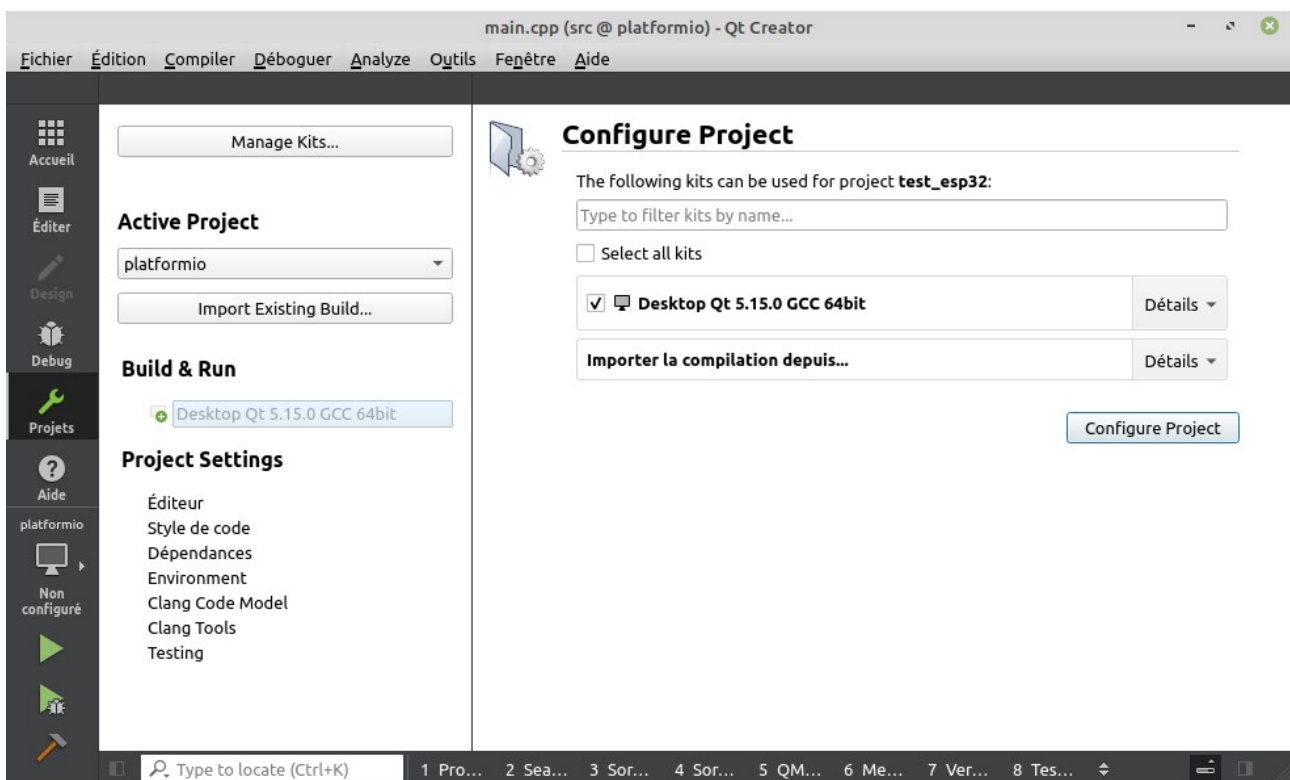 main.cpp (src @ platformio) - Qt Creator
Fichier Édition Compiler Déboguer Analyze Outils Fenêtre Aide
Accueil
Éditer
Design
Debug
Projets
Aide
platformio
Non
configuré
Manage Kits...
Active Project
platformio
Import Existing Build...
Build & Run
Desktop Qt 5.15.0 GCC 64bit
Project Settings
Éditeur
Style de code
Dépendances
Environment
Clang Code Model
Clang Tools
Testing
Configure Project
The following kits can be used for project test_esp32:
Type to filter kits by name...
Select all kits
Desktop Qt 5.15.0 GCC 64bit Détails
Importer la compilation depuis... Détails
Configure Project
Type to locate (Ctrl+K) 1 Pro... 2 Sea... 3 Sor... 4 Sor... 5 QM... 6 Me... 7 Ver... 8 Tes...